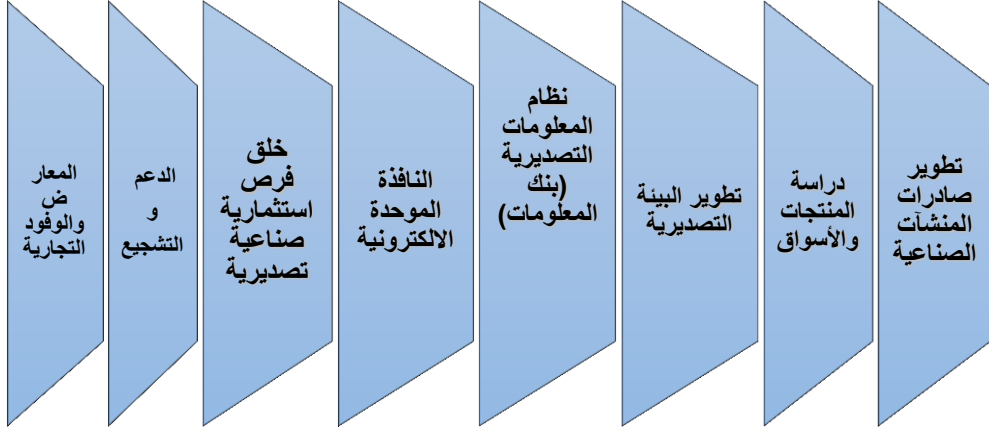 تطوير
صادرات
المنشآت
الصناعية
دراسة
المنتجات
والأسواق
تطوير البيئة
التصديرية
نظام
المعلومات
التصديرية
(بنك
المعلومات)
النافذة
الموحدة
الالكترونية
خلق
فرص
استثمارية
صناعية
تصديرية
الدعم
و
التشجيع
المعار
ض
والوفود
التجارية